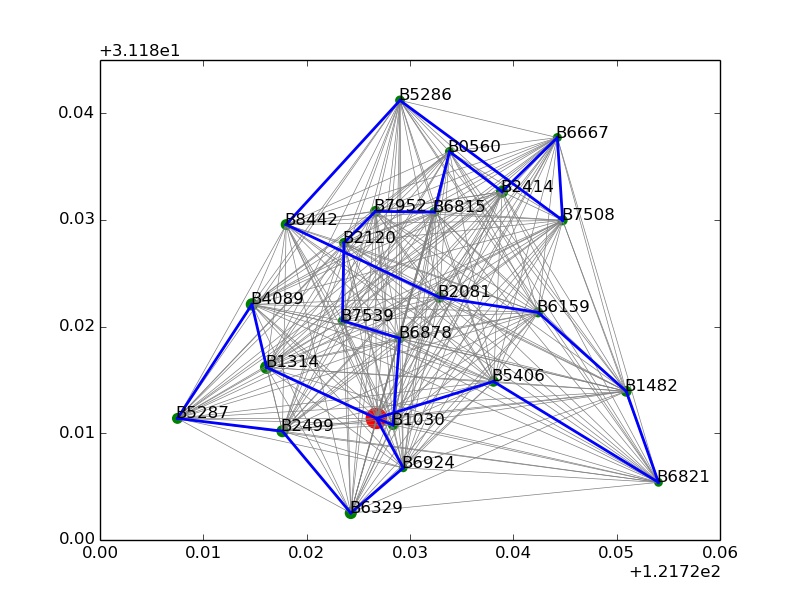 +3.118e1
B5286
0.04
B6667
B0560
B2414
B7952
B6815
B7508
0.03
B8442
B2120
B2081
B4089
B6159
0.02
B7539
B6878
B1314
B5406
B1482
B5287
B1030
0.01
B2499
B6924
B6821
B6329
0.00
0.00 0.01 0.02 0.03 0.04 0.05 0.06
+1.2172e2